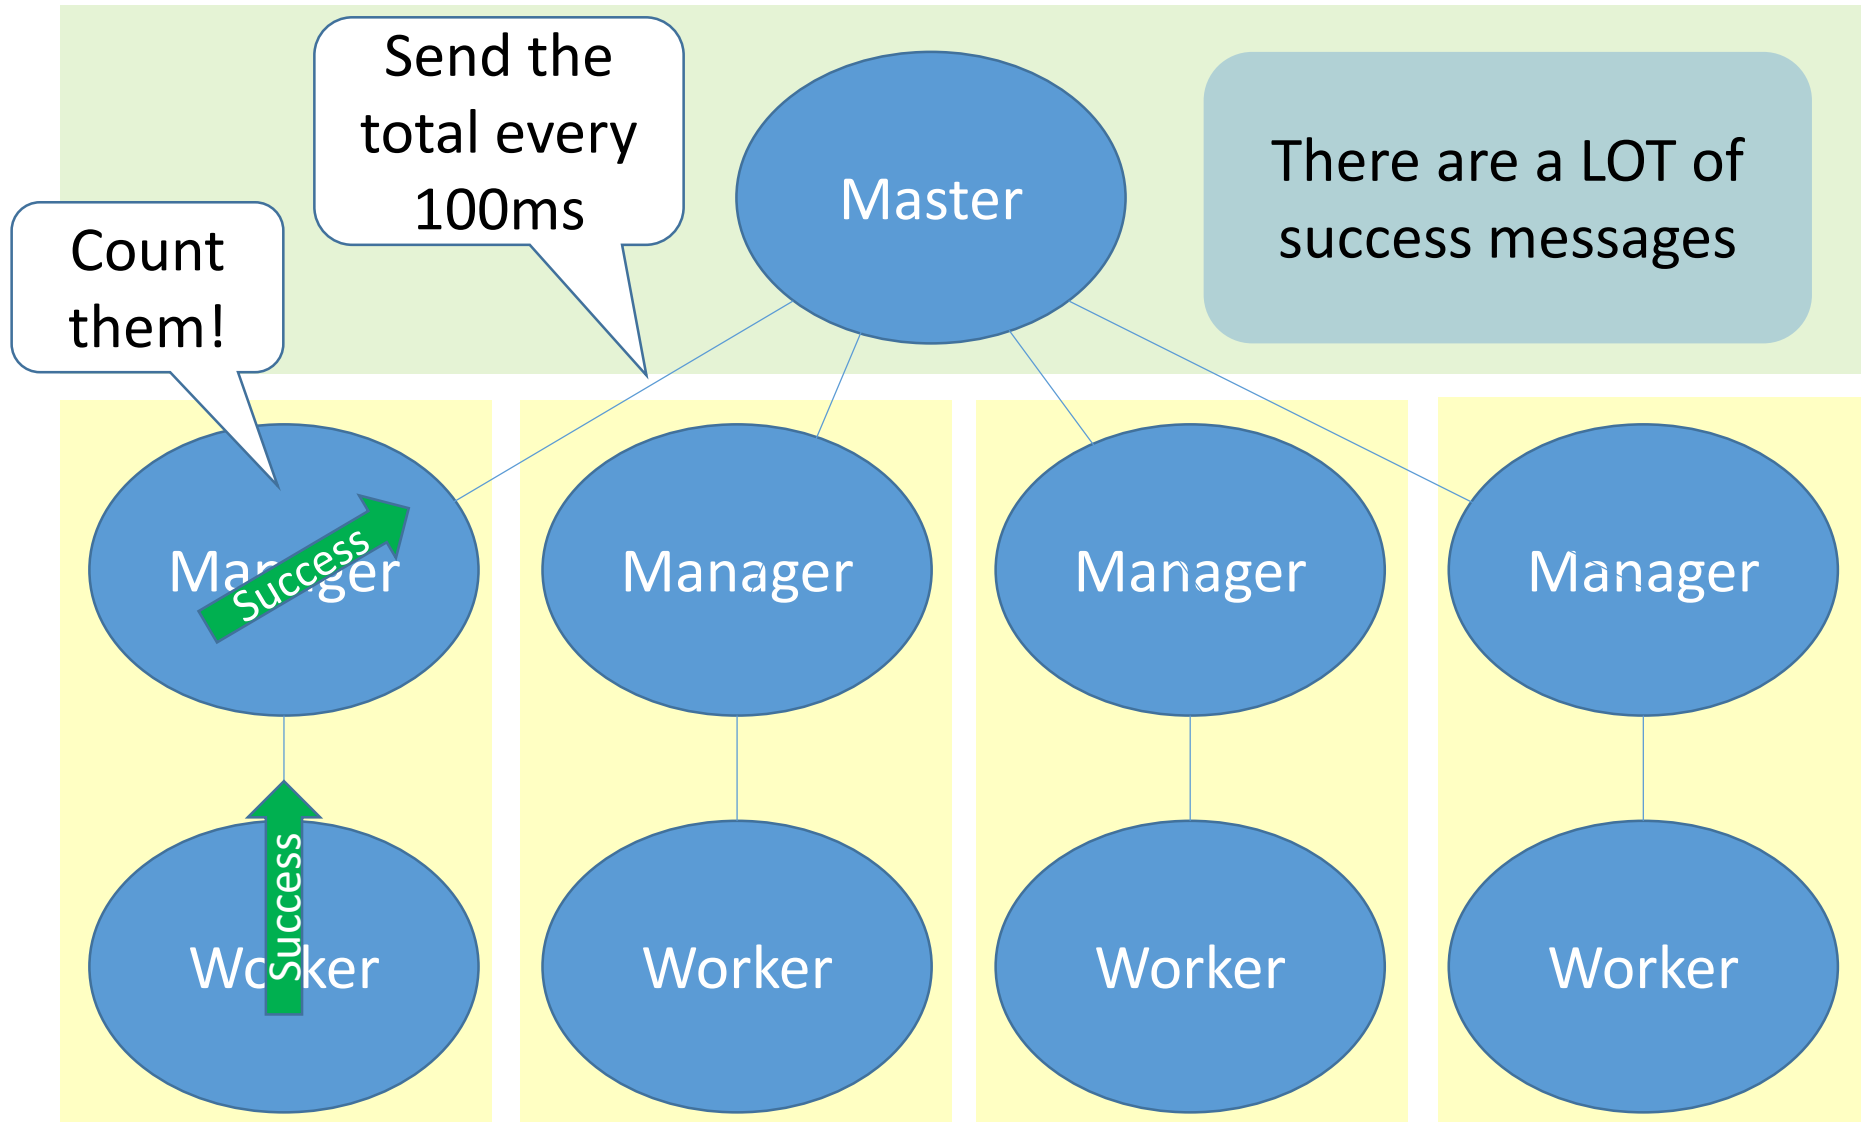 Send the
total every
100ms
Master
There are a LOT of
success messages
Count
them!
Manager
Success
Manager
Manager
Manager
Success
Worker
Worker
Worker
Worker